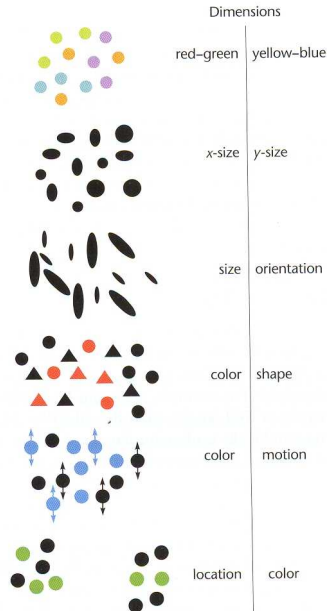 Dimensions
red–green yellow–blue
x-size y-size
size orientation
color shape
color motion
location color